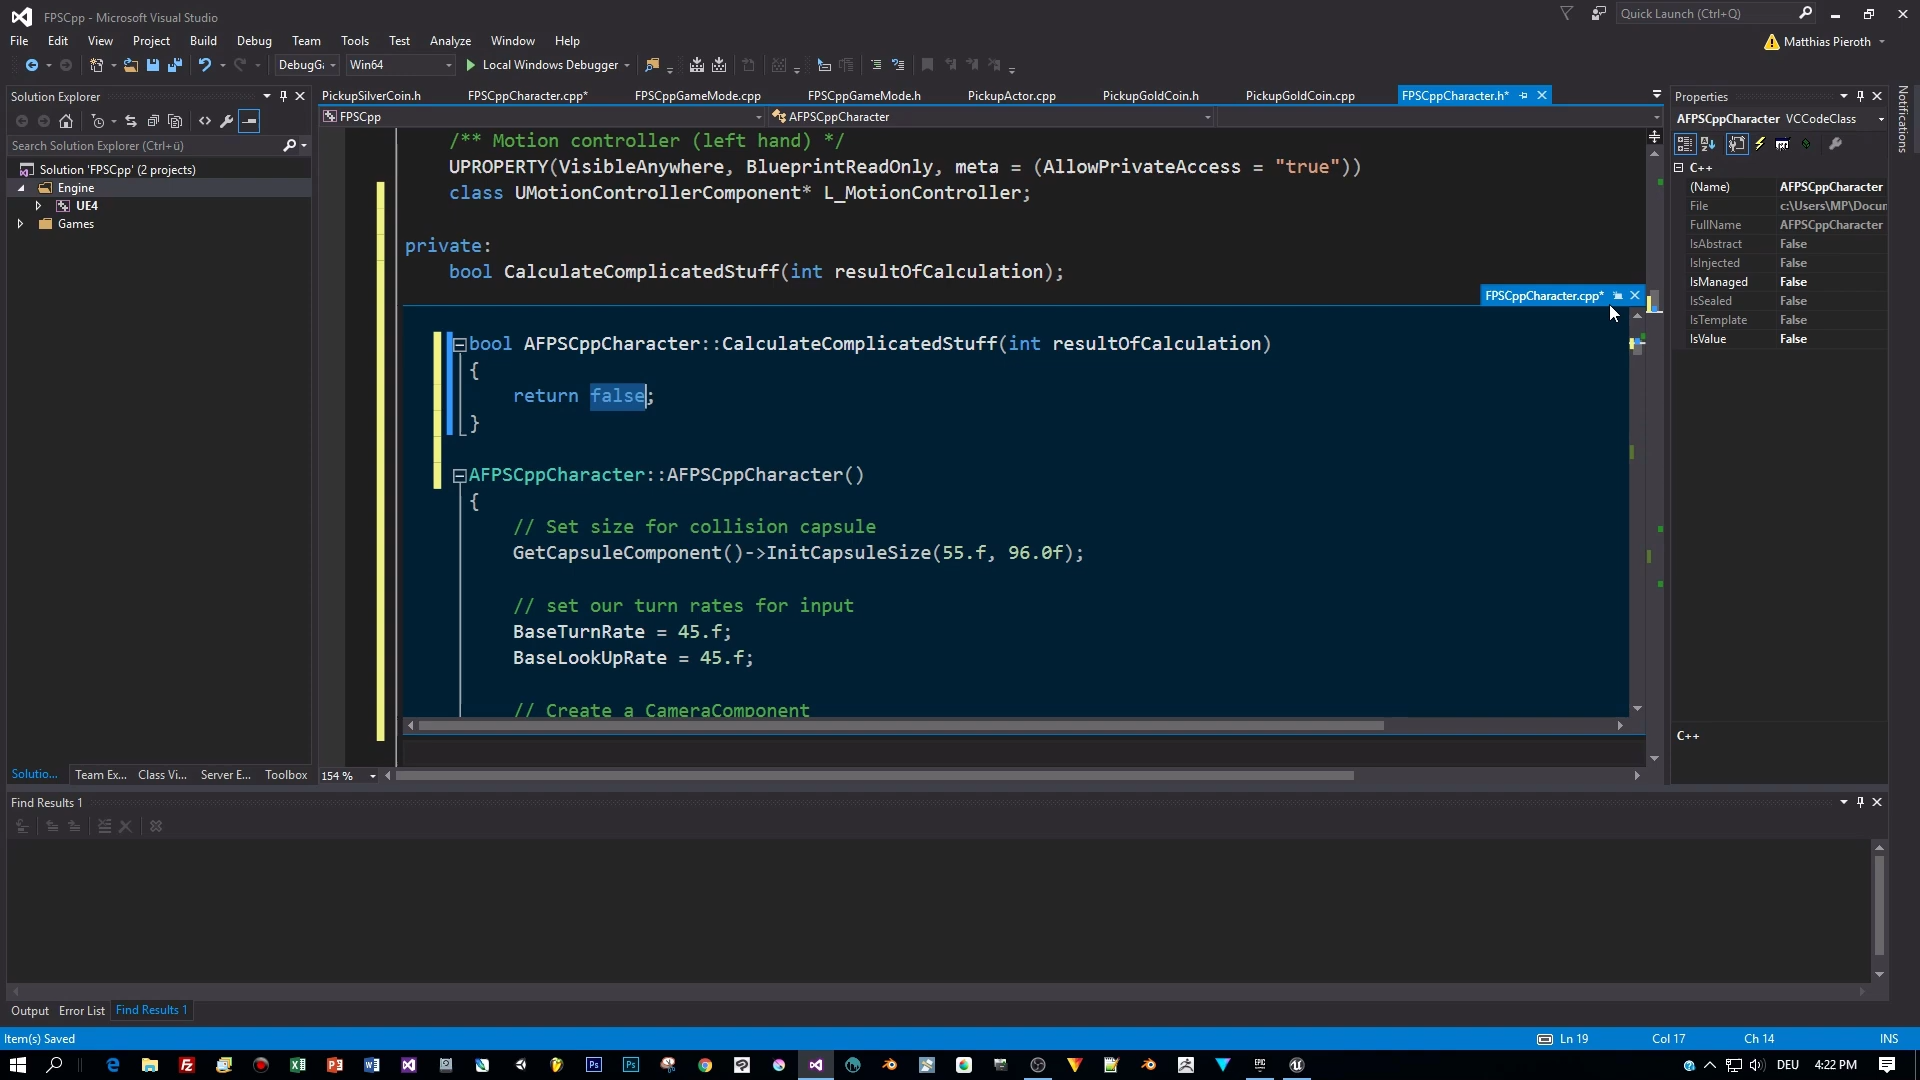 FPSCpp - Microsoft Visual Studio
Quick Launch (Ctrl+Q)
File Edit View Project Build Debug Team Tools Test Analyze Window Help
Matthias Pieroth
DebugG Win64 Local Windows Debugger
Solution Explorer
Search Solution Explorer (Ctrl+ü)
Solution 'FPSCpp' (2 projects)
Engine
UE4
Games
Solutio... Team Ex... Class Vi... Server E... Toolbox
PickupSilverCoin.h FPSCppCharacter.cpp* FPSCppGameMode.cpp FPSCppGameMode.h PickupActor.cpp PickupGoldCoin.h PickupGoldCoin.cpp FPSCppCharacter.h*
FPSCpp AFPSCppCharacter
/** Motion controller (left hand) */
UPROPERTY(VisibleAnywhere, BlueprintReadOnly, meta = (AllowPrivateAccess = "true"))
class UMotionControllerComponent* L_MotionController;
private:
bool CalculateComplicatedStuff(int resultOfCalculation);
FPSCppCharacter.cpp*
bool AFPSCppCharacter::CalculateComplicatedStuff(int resultOfCalculation)
{
return false;
}
AFPSCppCharacter::AFPSCppCharacter()
{
// Set size for collision capsule
GetCapsuleComponent()->InitCapsuleSize(55.f, 96.0f);
// set our turn rates for input
BaseTurnRate = 45.f;
BaseLookUpRate = 45.f;
// Create a CameraComponent
154 %
Properties
AFPSCppCharacter VCCodeClass
C++
(Name) AFPSCppCharacter
File c:\Users\MP\Docu
FullName AFPSCppCharacter
IsAbstract False
IsInjected False
IsManaged False
IsSealed False
IsTemplate False
IsValue False
C++
Notifications
Find Results 1
Output Error List Find Results 1
Item(s) Saved
Ln 19 Col 17 Ch 14 INS
DEU 4:22 PM